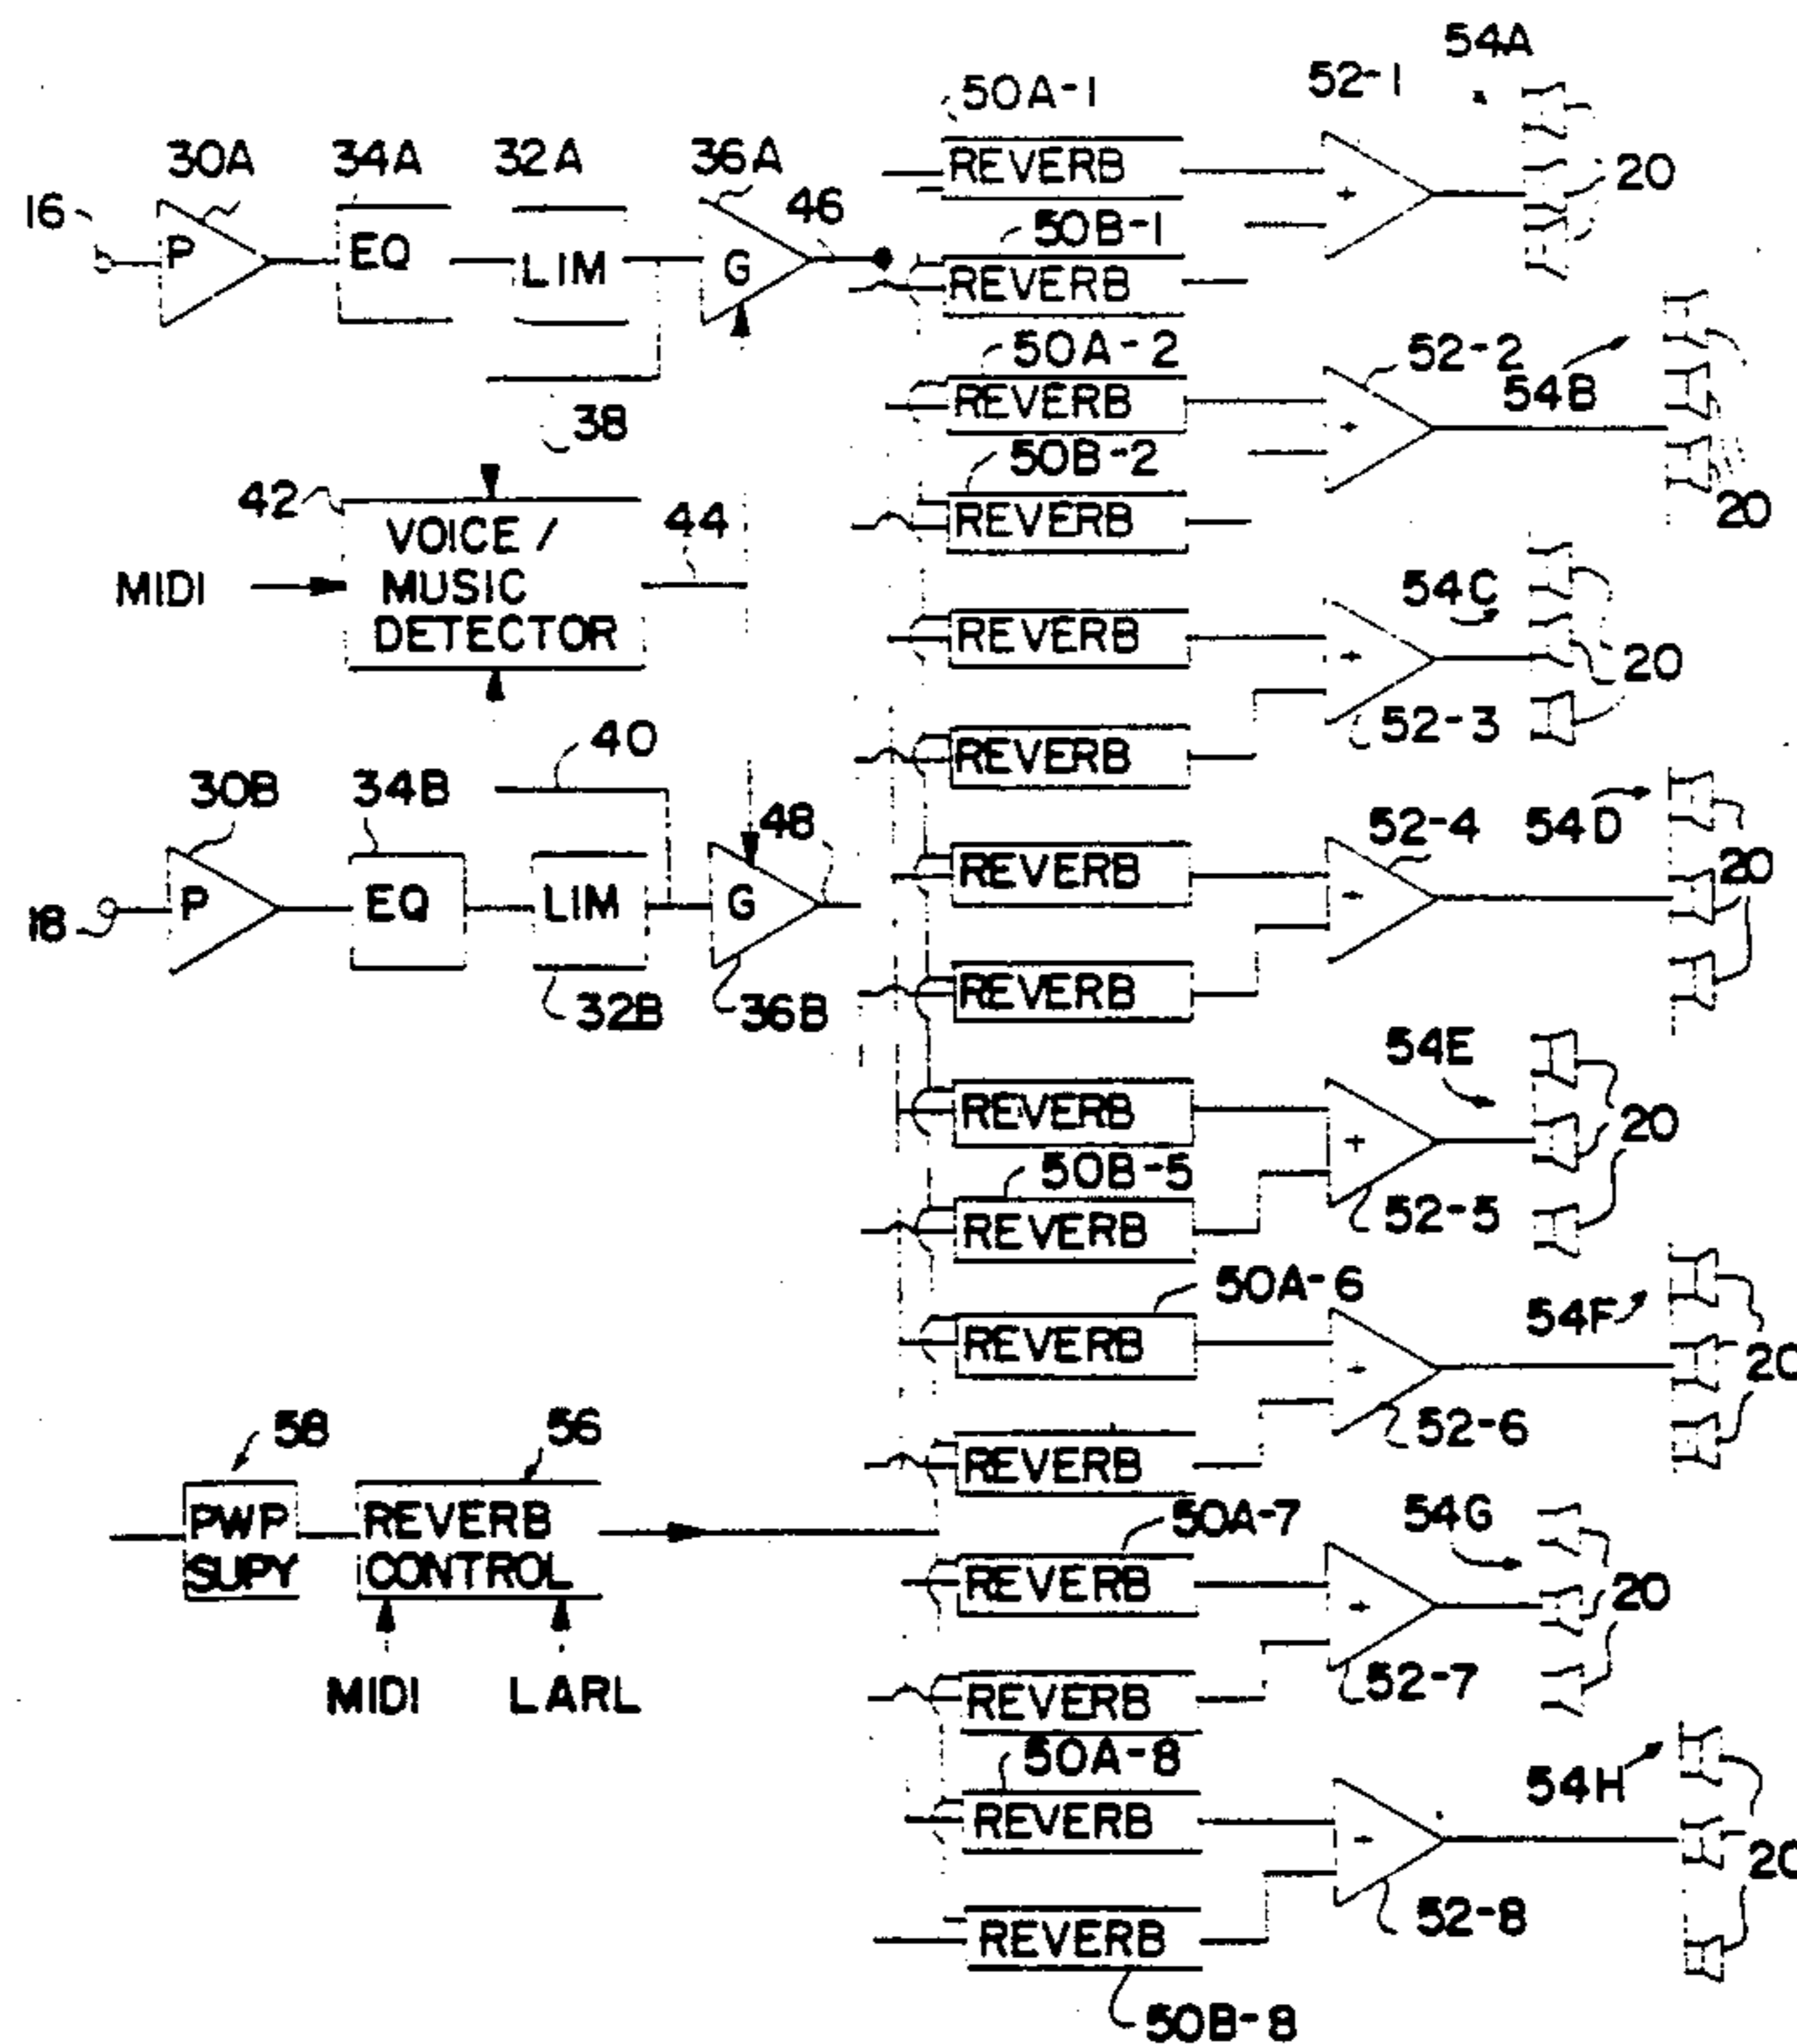 54A
52-1
50A-1
30A
34A
32A
36A
REVERB
20
16
46
P
EQ
LIM
G
+
50B-1
REVERB
50A-2
52-2
54B
REVERB
+
38
50B-2
42
VOICE /
MUSIC
DETECTOR
44
REVERB
20
MIDI
54C
REVERB
+
20
40
REVERB
52-3
30B
34B
48
52-4
54D
20
18
P
EQ
LIM
G
REVERB
+
32B
36B
REVERB
54E
REVERB
+
20
50B-5
52-5
REVERB
50A-6
54F
REVERB
+
20
58
56
REVERB
52-6
PWP
SUPY
REVERB
CONTROL
50A-7
54G
REVERB
+
20
MIDI
LARL
REVERB
52-7
50A-8
54H
REVERB
+
20
52-8
REVERB
50B-8